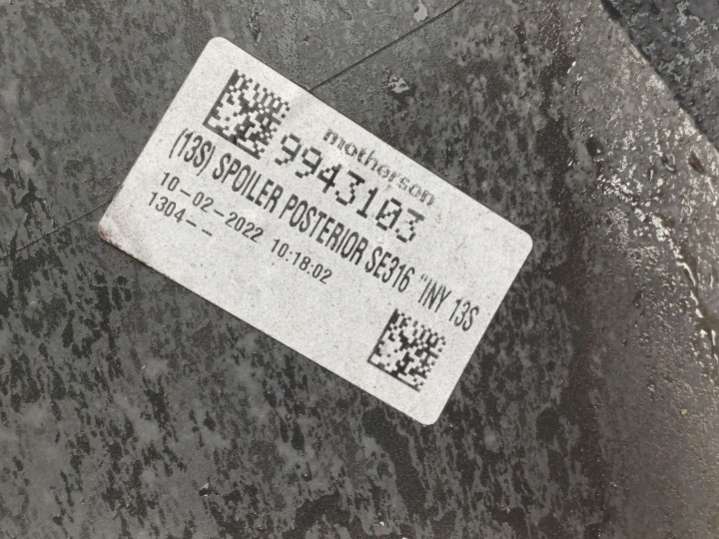 motherson
9943103
(13S) SPOILER POSTERIOR SE316 "INY 13S
10-02-2022 10:18:02
1304--